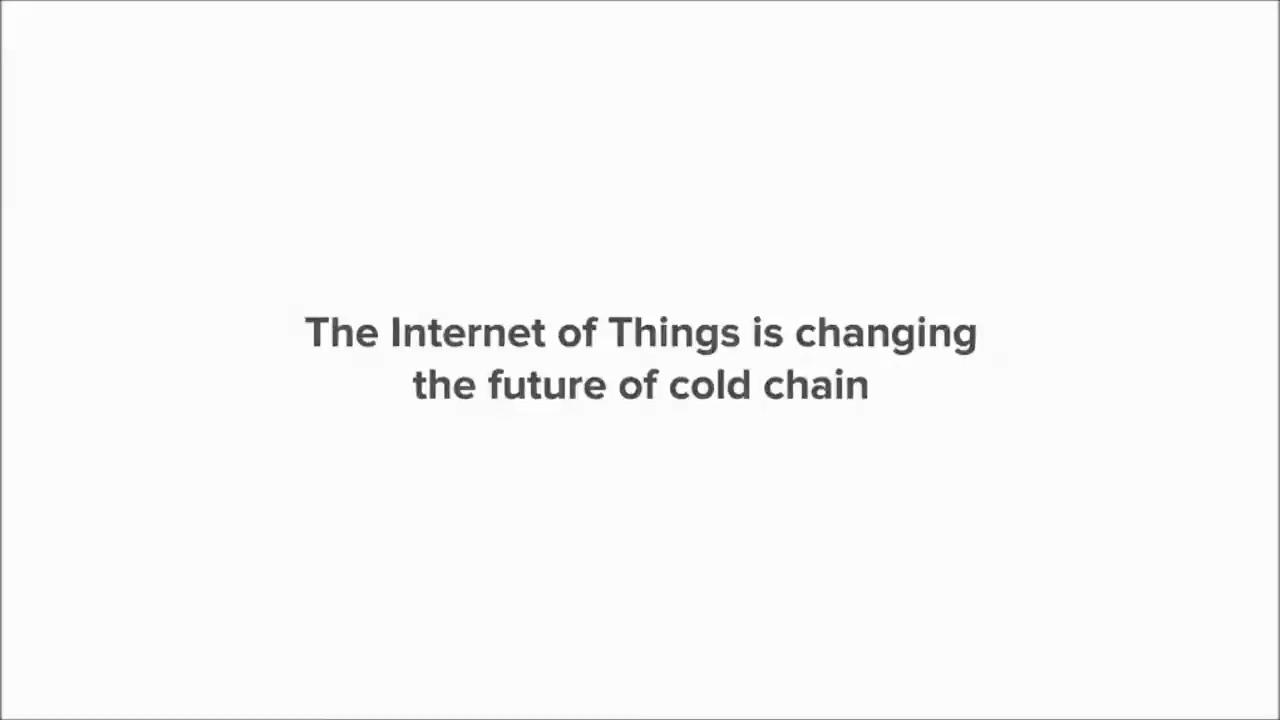 The Internet of Things is changing
the future of cold chain